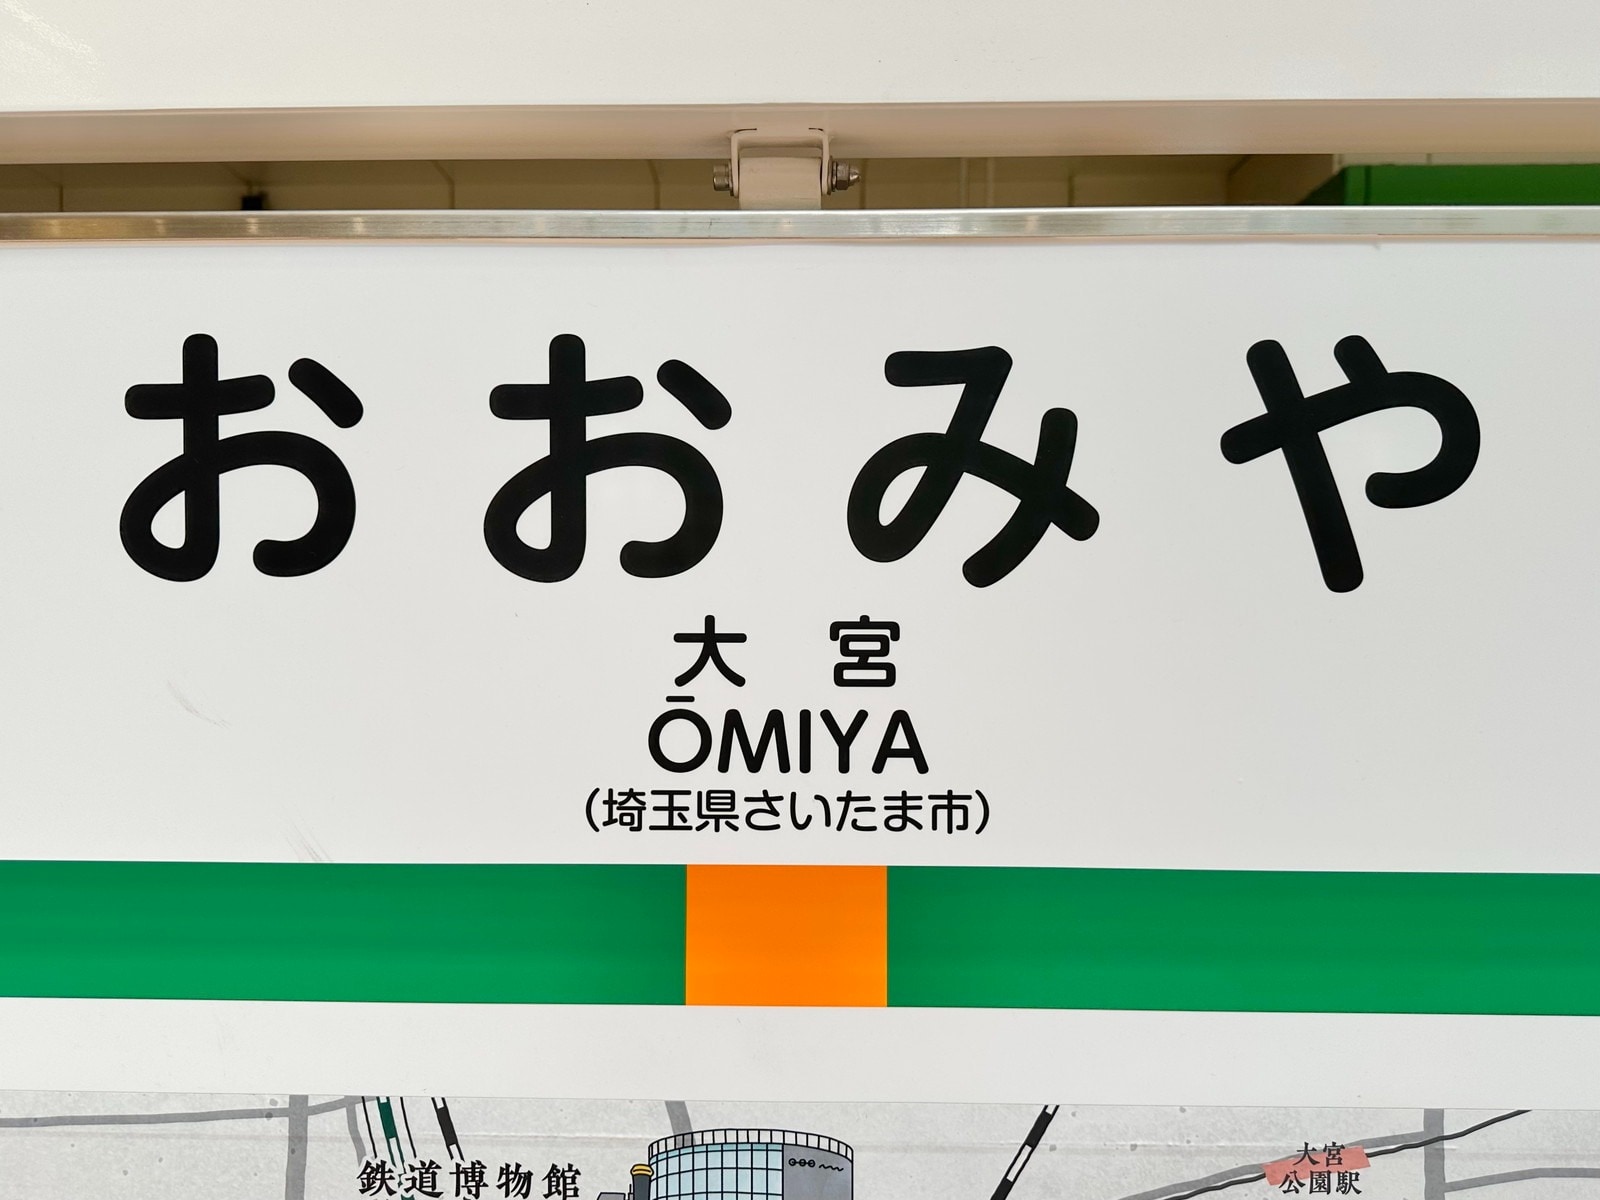 おおみや
大宮
ŌMIYA
(埼玉県さいたま市)
鉄道博物館
大宮
公園駅